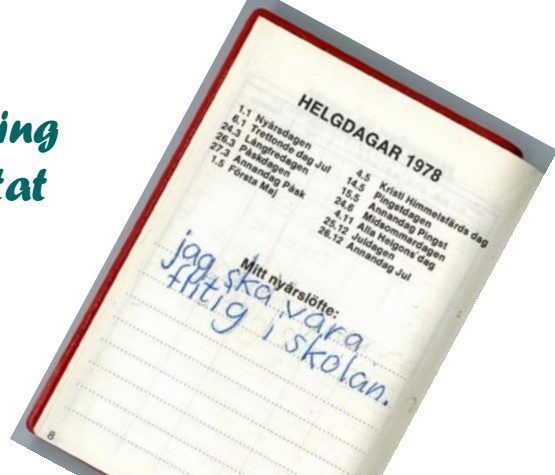 ing
tat
HELGDAGAR 1978
1.1 Nyårsdagen
6.1 Trettonde dag Jul
24.3 Långfredagen
26.3 Påskdagen
27.3 Annandag Påsk
1.5 Första Maj
4.5 Kristi Himmelsfärds dag
14.5 Pingstdagen
15.5 Annandag Pingst
24.6 Midsommardagen
4.11 Alla Helgons dag
25.12 Juldagen
26.12 Annandag Jul
Mitt nyårslöfte:
jag ska vara
flitig i skolan.
8